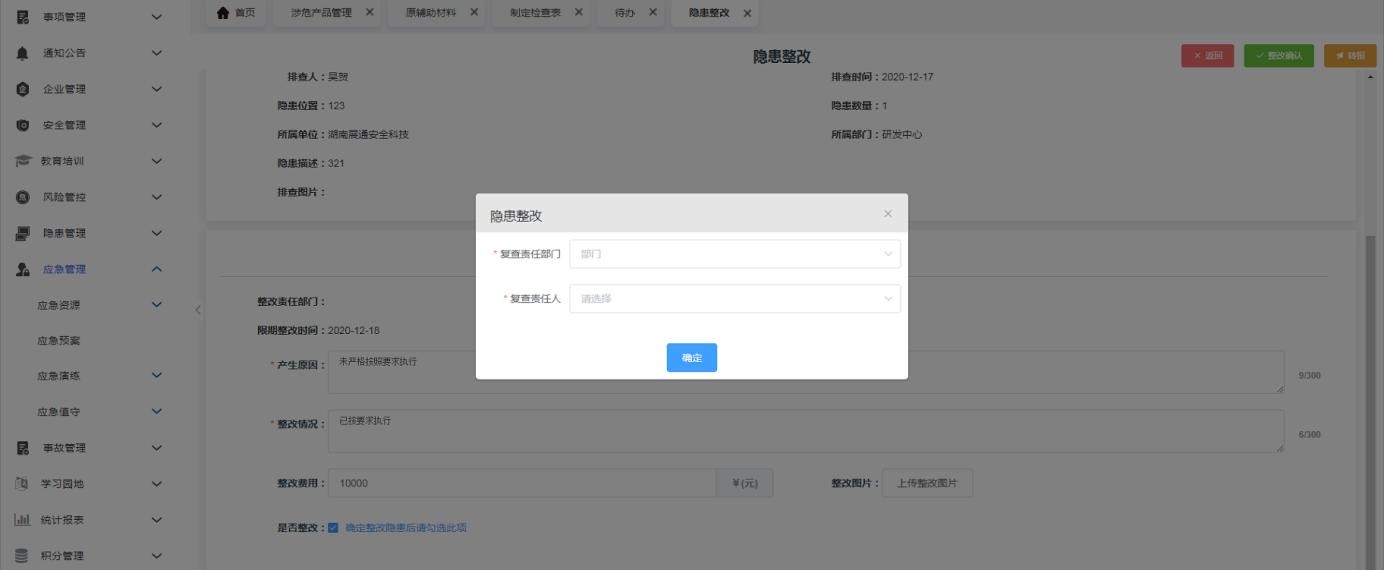 事项管理
通知公告
企业管理
安全管理
教育培训
风险管控
隐患管理
应急管理
应急资源
应急预案
应急演练
应急值守
事故管理
学习园地
统计报表
积分管理
首页 涉危产品管理 原辅助材料 制定检查表 待办 隐患整改
隐患整改 返回 整改确认 转报
排查人：吴贺 排查时间：2020-12-17
隐患位置：123 隐患数量：1
所属单位：湖南展通安全科技 所属部门：研发中心
隐患描述：321
排查图片：
隐患整改
* 复查责任部门 部门
* 复查责任人 请选择
确定
整改责任部门：
限期整改时间：2020-12-18
* 产生原因： 未严格按照要求执行 9/300
* 整改情况： 已按要求执行 6/300
整改费用： 10000 ¥(元) 整改图片： 上传整改图片
是否整改： 确定整改隐患后请勾选此项